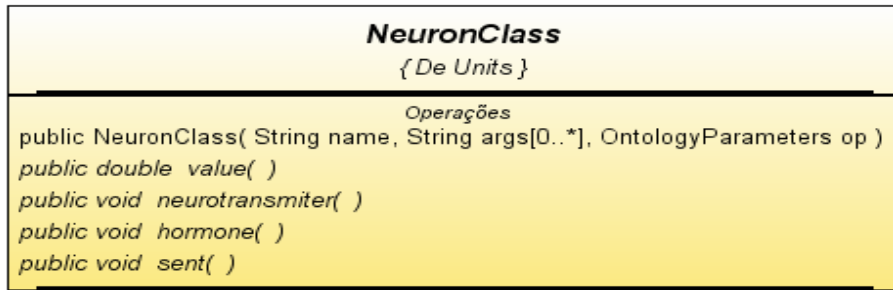 NeuronClass
{ De Units }
Operações
public NeuronClass( String name, String args[0..*], OntologyParameters op )
public double value( )
public void neurotransmiter( )
public void hormone( )
public void sent( )